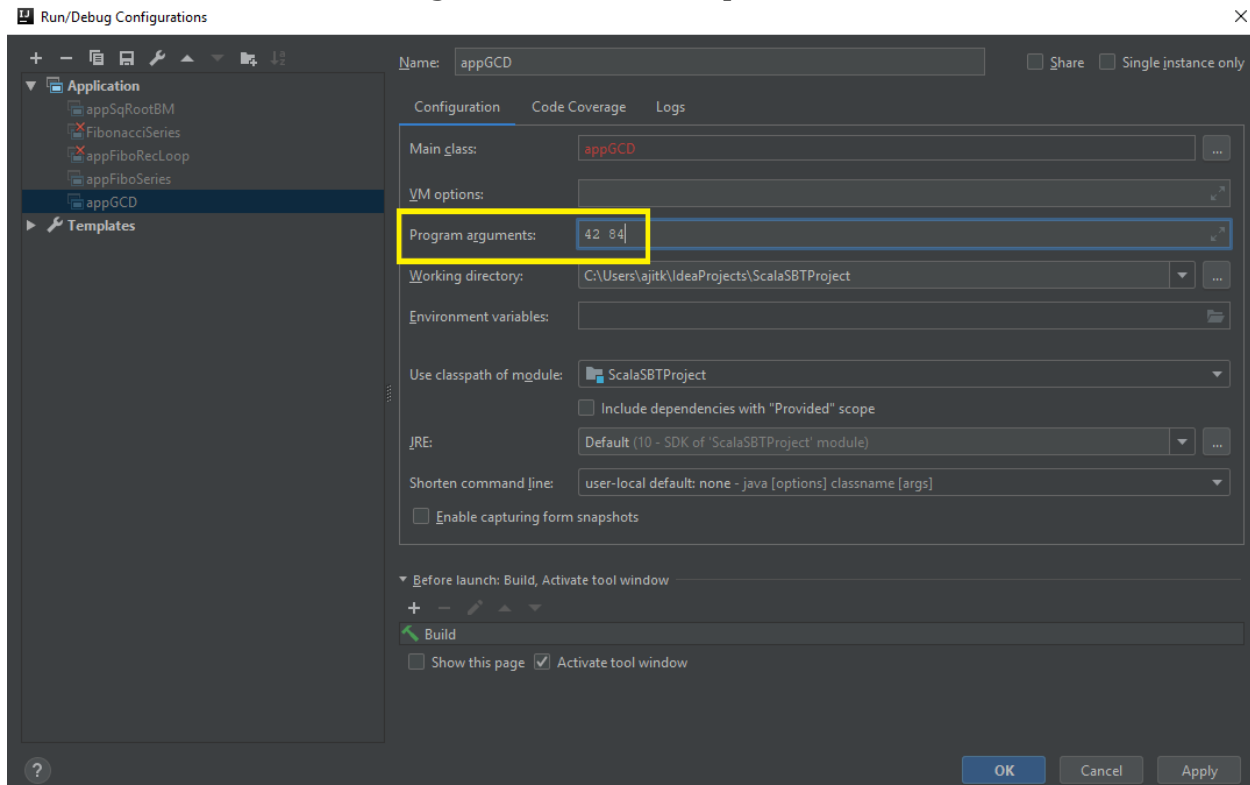 Run/Debug Configurations
Name: appGCD Share Single instance only
Application
appSqRootBM
FibonacciSeries
appFiboRecLoop
appFiboSeries
appGCD
Templates
Configuration Code Coverage Logs
Main class: appGCD ...
VM options:
Program arguments: 42 84
Working directory: C:\Users\ajitk\IdeaProjects\ScalaSBTProject ...
Environment variables:
Use classpath of module: ScalaSBTProject
Include dependencies with "Provided" scope
JRE: Default (10 - SDK of 'ScalaSBTProject' module) ...
Shorten command line: user-local default: none - java [options] classname [args]
Enable capturing form snapshots
Before launch: Build, Activate tool window
Build
Show this page Activate tool window
? OK Cancel Apply